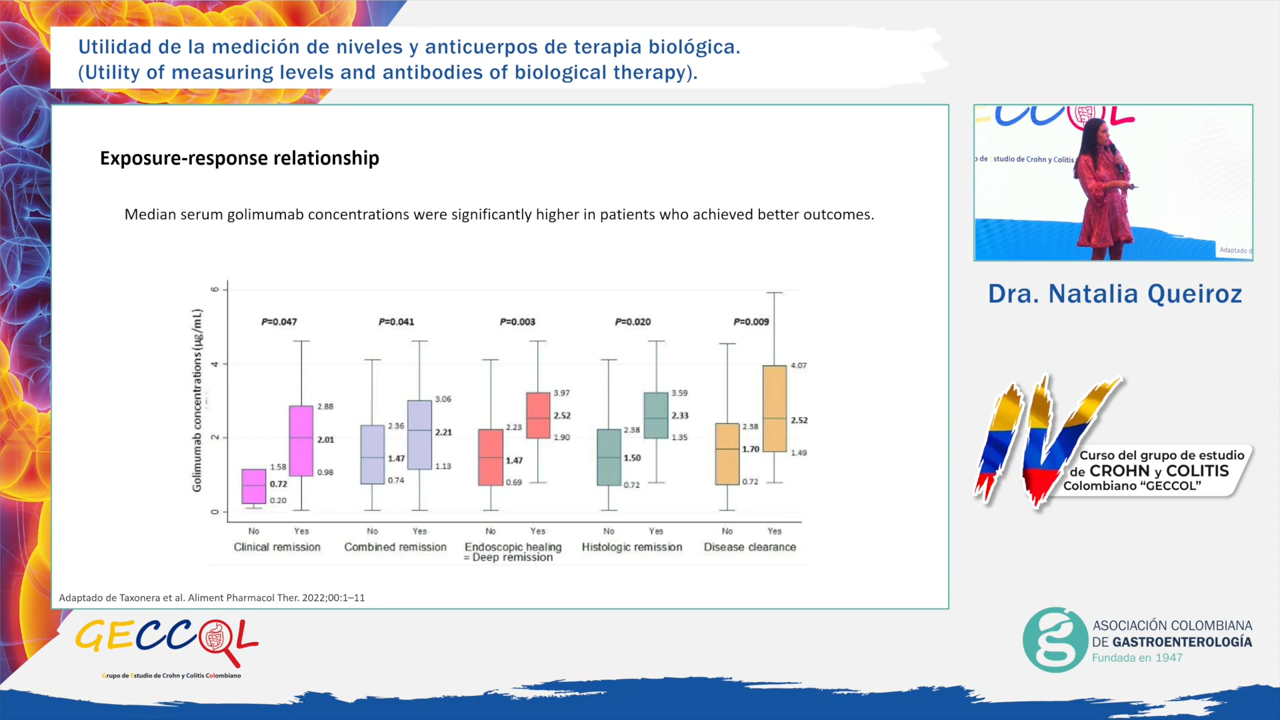 Utilidad de la medición de niveles y anticuerpos de terapia biológica.
(Utility of measuring levels and antibodies of biological therapy).
Exposure-response relationship
Median serum golimumab concentrations were significantly higher in patients who achieved better outcomes.
Golimumab concentrations (µg/mL)
6
4
2
0
P=0.047
P=0.041
P=0.003
P=0.020
P=0.009
1.58
0.72
0.20
2.88
2.01
0.98
2.36
1.47
0.74
3.06
2.21
1.13
2.23
1.47
0.69
3.97
2.52
1.90
2.38
1.50
0.72
3.59
2.33
1.35
2.38
1.70
0.72
4.07
2.52
1.49
No Yes No Yes No Yes No Yes No Yes
Clinical remission
Combined remission
Endoscopic healing
= Deep remission
Histologic remission
Disease clearance
Adaptado de Taxonera et al. Aliment Pharmacol Ther. 2022;00:1–11
o de studio de Crohn y Colitis
Adaptado d
Dra. Natalia Queiroz
IV
Curso del grupo de estudio
de CROHN y COLITIS
Colombiano “GECCOL”
GECCOL
Grupo de Estudio de Crohn y Colitis Colombiano
ASOCIACIÓN COLOMBIANA
DE GASTROENTEROLOGÍA
Fundada en 1947